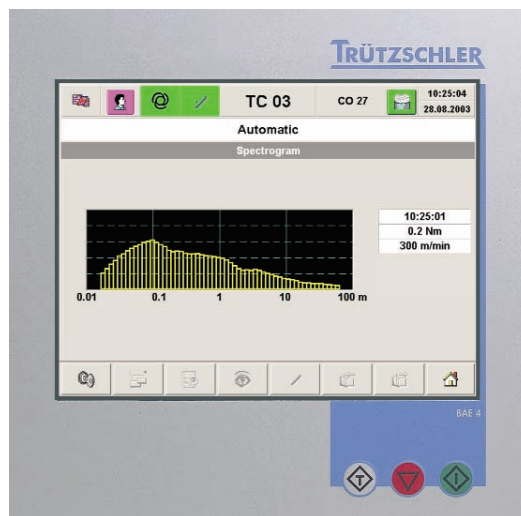 TRÜTZSCHLER
TC 03
CO 27
10:25:04
28.08.2003
Automatic
Spectrogram
10:25:01
0.2 Nm
300 m/min
0.01 0.1 1 10 100 m
BAE 4
T
I